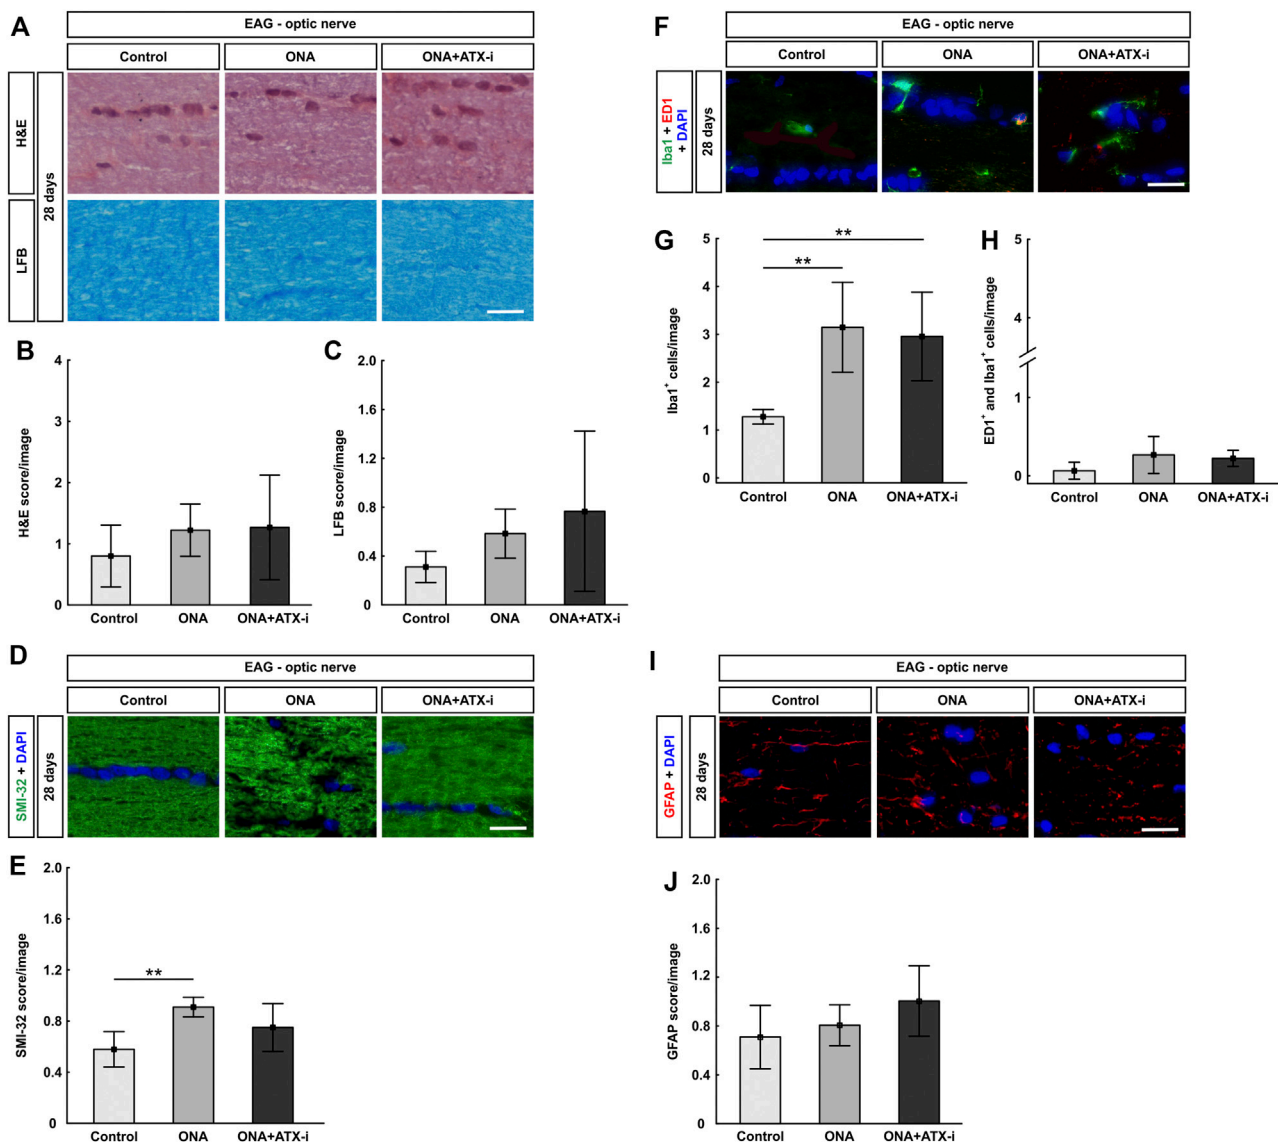 A
EAG - optic nerve
Control
ONA
ONA+ATX-i
H&E
LFB
28 days
B
H&E score/image
4
3
2
1
0
Control
ONA
ONA+ATX-i
C
LFB score/image
2.0
1.6
1.2
0.8
0.4
0
Control
ONA
ONA+ATX-i
D
EAG - optic nerve
Control
ONA
ONA+ATX-i
SMI-32 + DAPI
28 days
E
SMI-32 score/image
2.0
1.6
1.2
0.8
0.4
0
**
Control
ONA
ONA+ATX-i
F
EAG - optic nerve
Control
ONA
ONA+ATX-i
Iba1 + ED1
+ DAPI
28 days
G
Iba1⁺ cells/image
5
4
3
2
1
0
**
**
Control
ONA
ONA+ATX-i
H
ED1⁺ and Iba1⁺ cells/image
5
4
1
0
Control
ONA
ONA+ATX-i
I
EAG - optic nerve
Control
ONA
ONA+ATX-i
GFAP + DAPI
28 days
J
GFAP score/image
2.0
1.6
1.2
0.8
0.4
0
Control
ONA
ONA+ATX-i